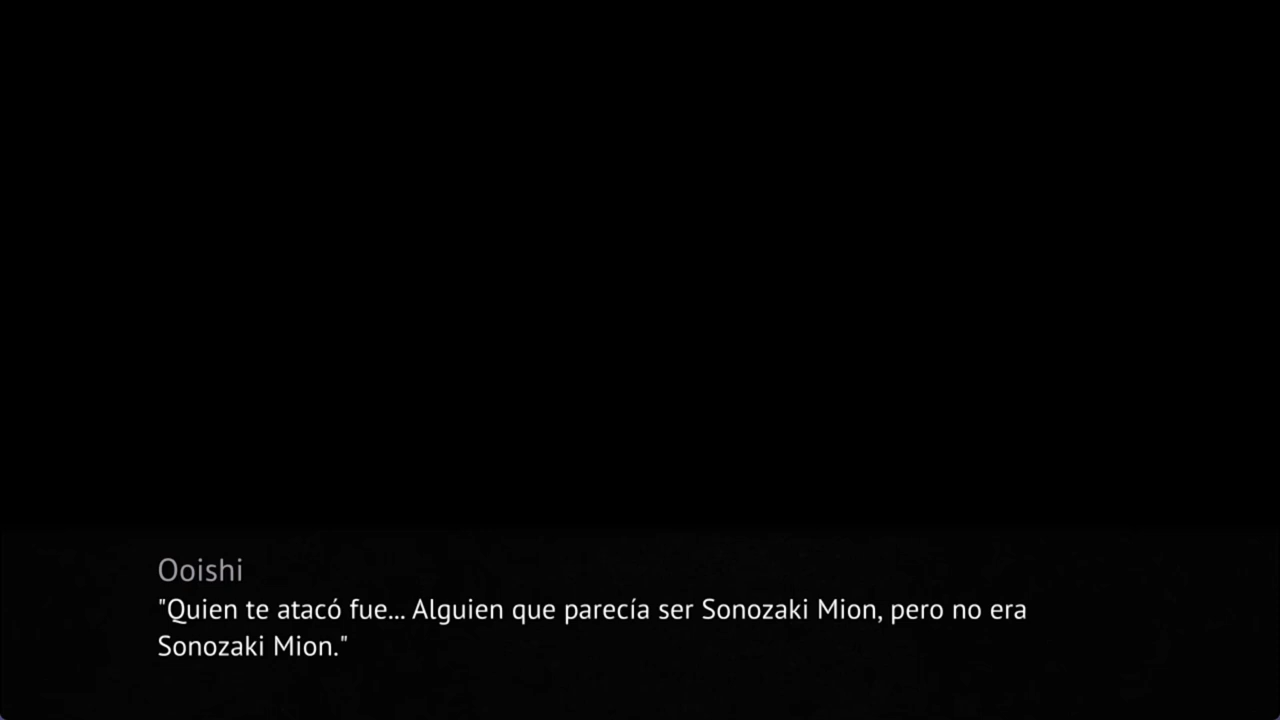 Ooishi
"Quien te atacó fue... Alguien que parecía ser Sonozaki Mion, pero no era
Sonozaki Mion."